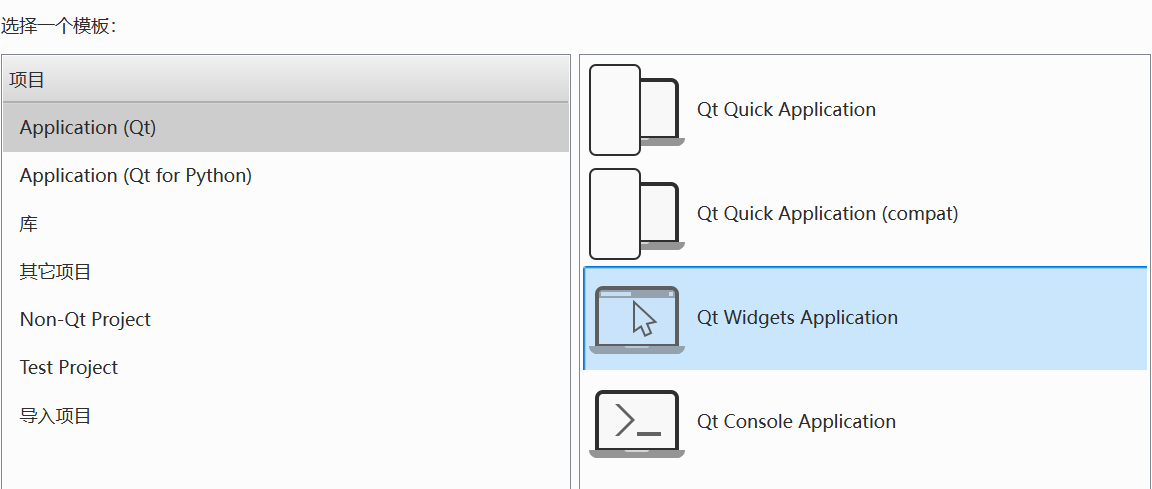 选择一个模板：
项目
Application (Qt)
Application (Qt for Python)
库
其它项目
Non-Qt Project
Test Project
导入项目
Qt Quick Application
Qt Quick Application (compat)
Qt Widgets Application
Qt Console Application